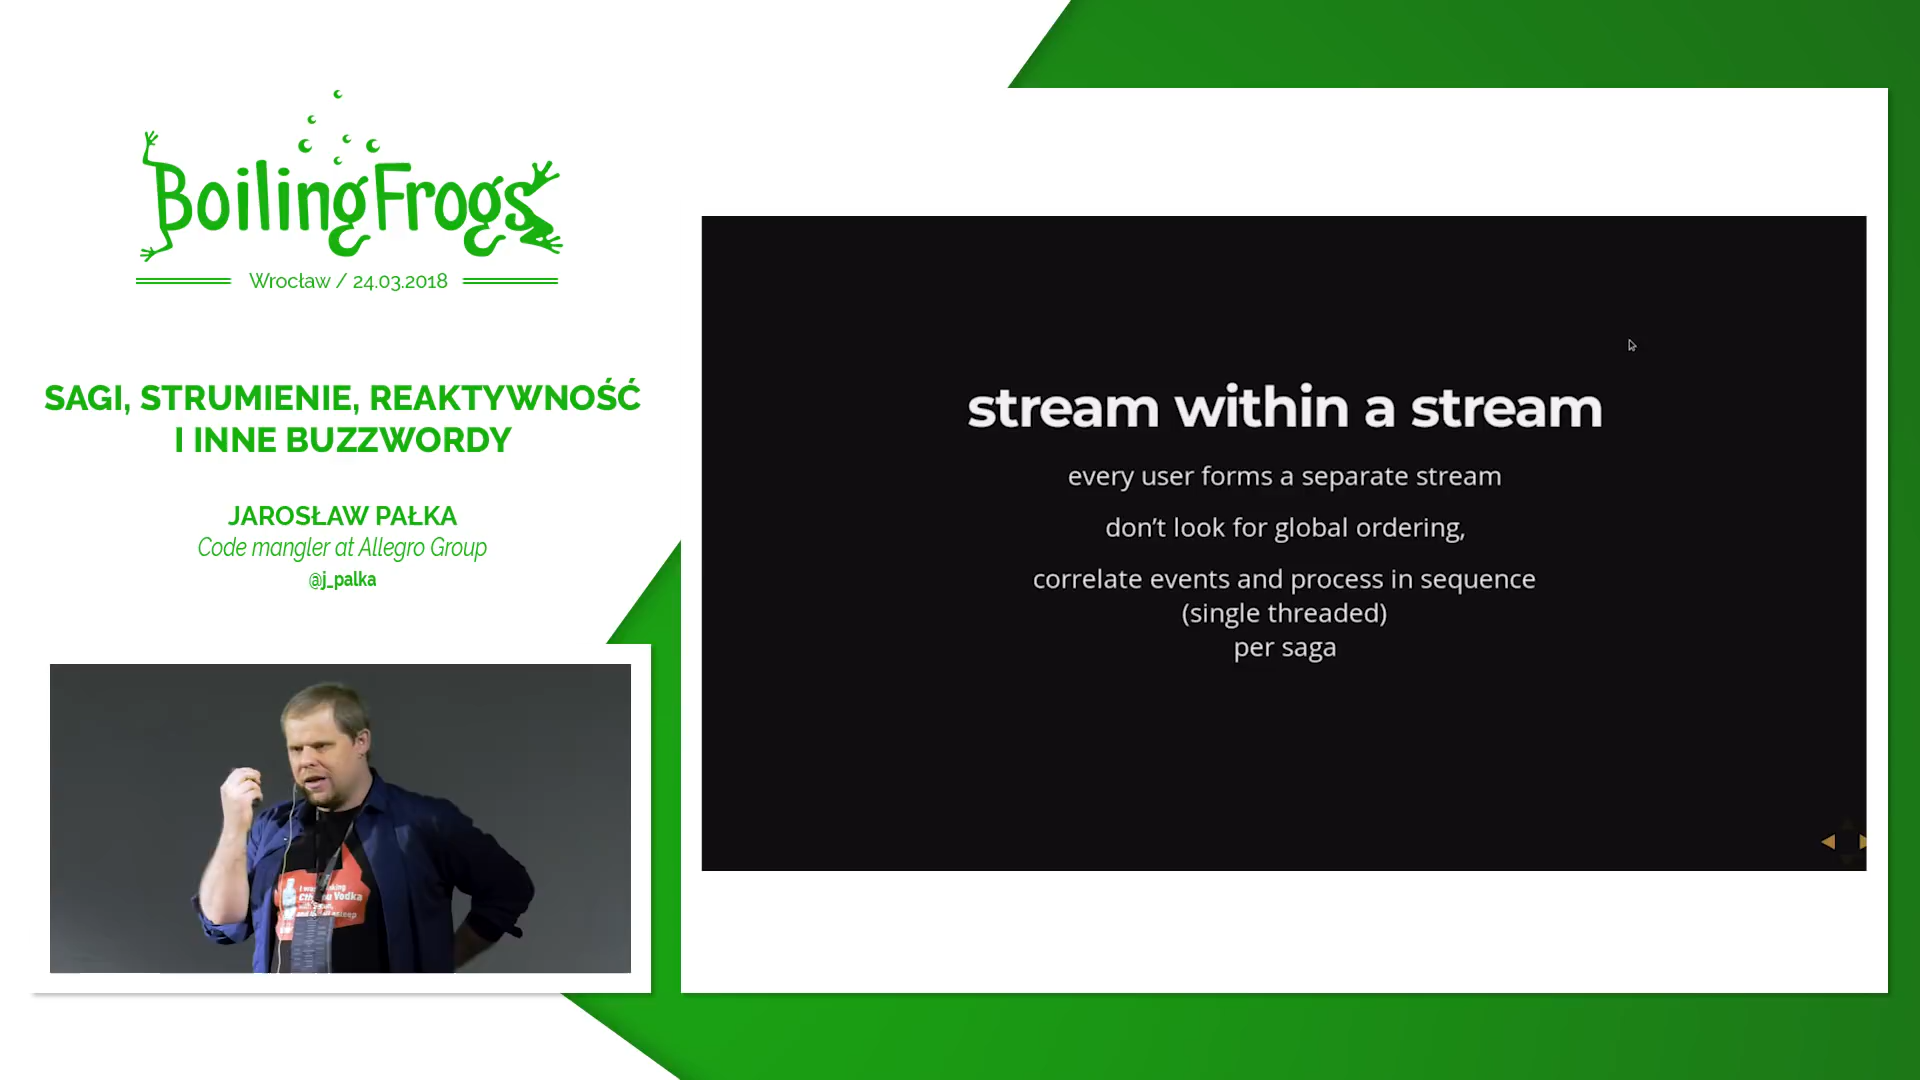 BoilingFrogs
Wrocław / 24.03.2018
SAGI, STRUMIENIE, REAKTYWNOŚĆ
I INNE BUZZWORDY
JAROSŁAW PAŁKA
Code mangler at Allegro Group
@j_palka
stream within a stream
every user forms a separate stream
don’t look for global ordering,
correlate events and process in sequence
(single threaded)
per saga
Vodka